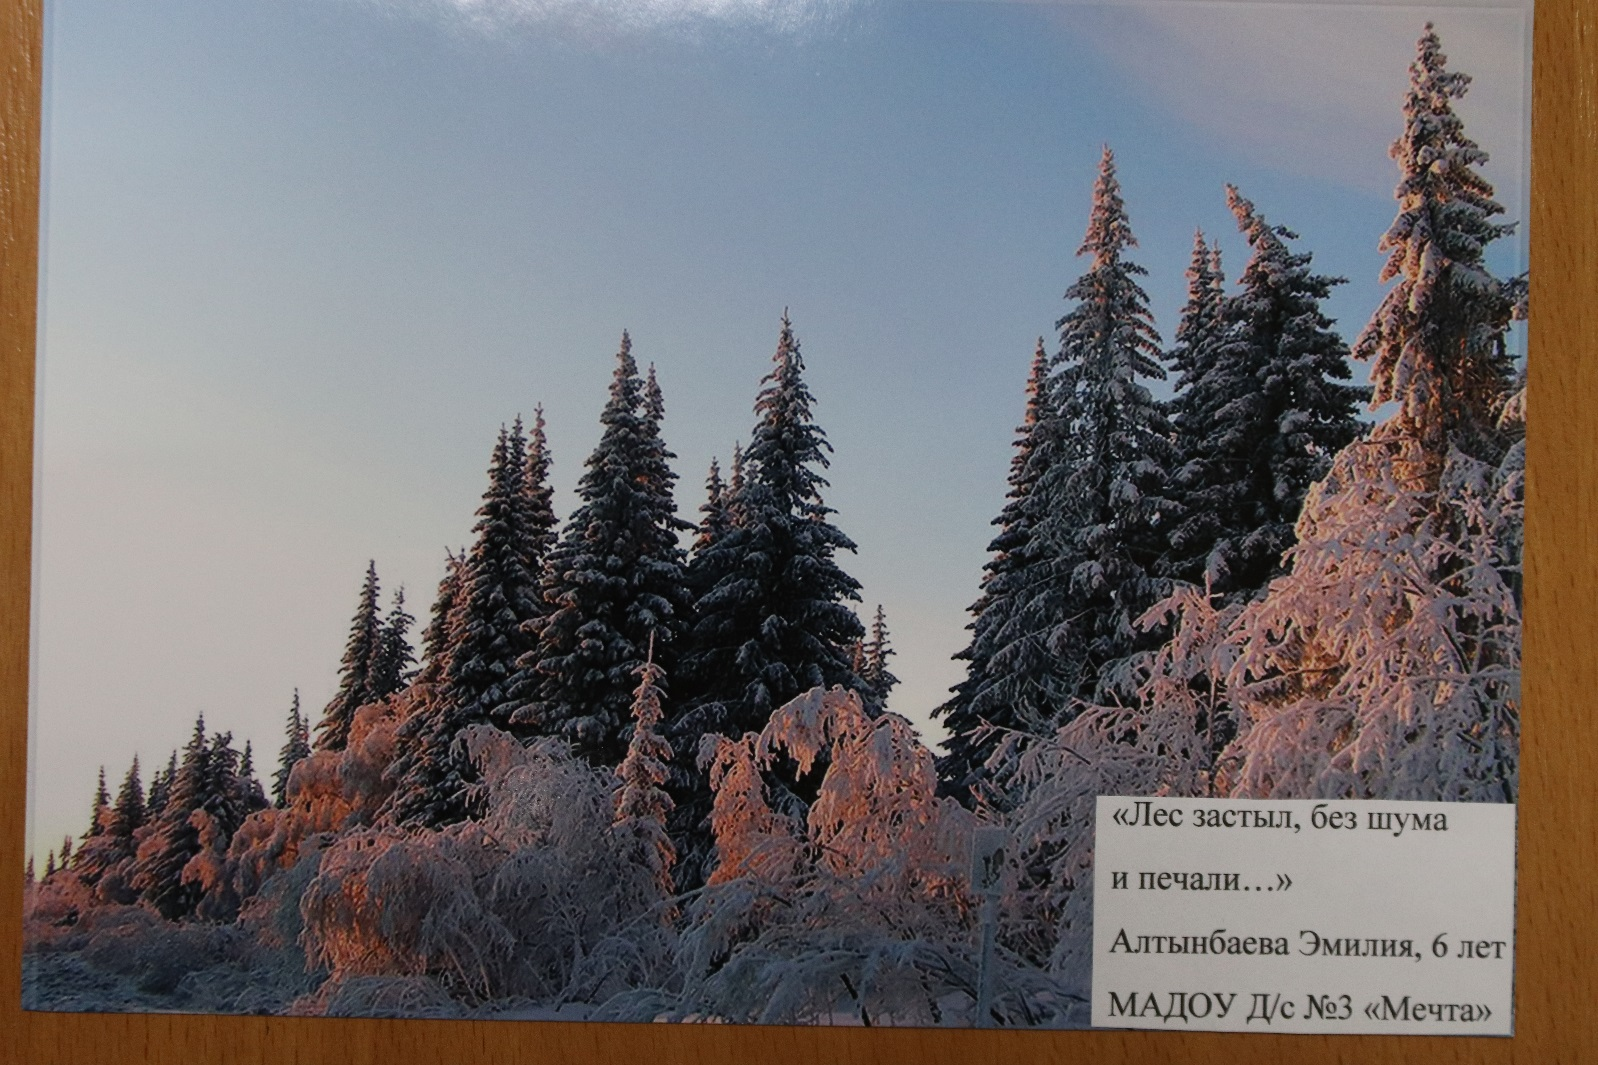 «Лес застыл, без шума
и печали...»
Алтынбаева Эмилия, 6 лет
МАДОУ Д/с №3 «Мечта»